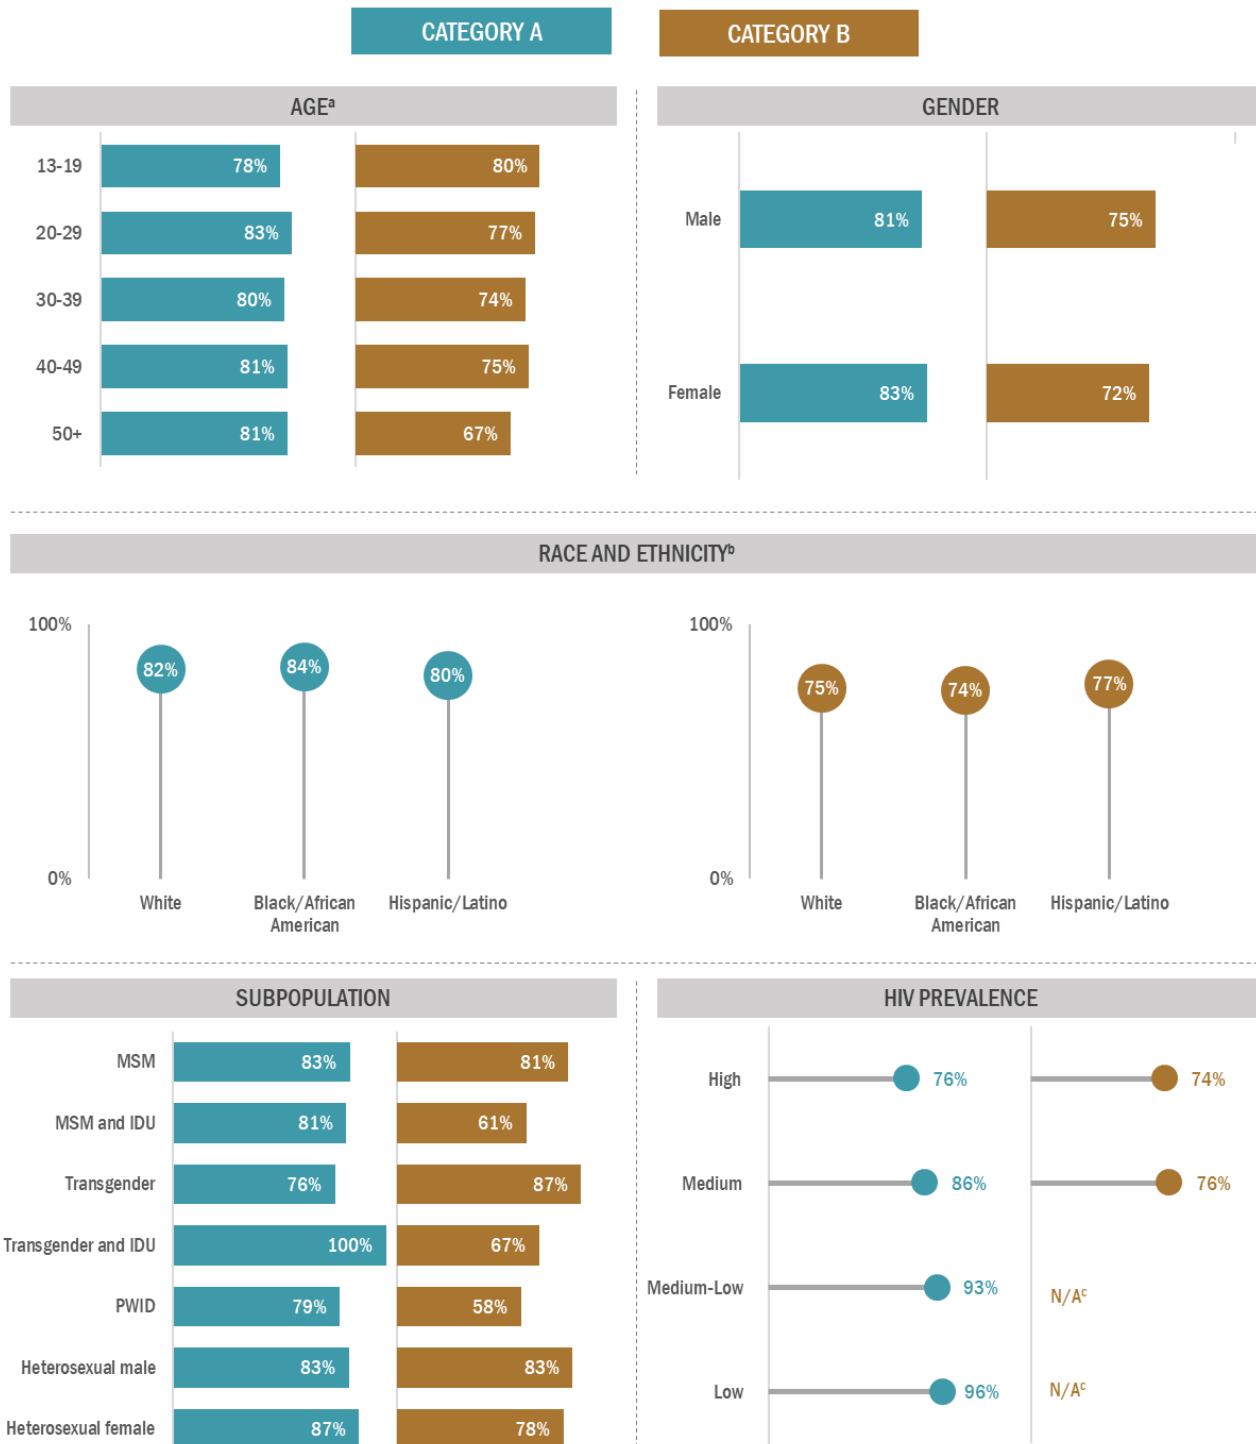 CATEGORY A
CATEGORY B
AGEᵃ
13-19 78% 80%
20-29 83% 77%
30-39 80% 74%
40-49 81% 75%
50+ 81% 67%
GENDER
Male 81% 75%
Female 83% 72%
RACE AND ETHNICITYᵇ
100%
82% 84% 80%
0%
White Black/African Hispanic/Latino
American
100%
75% 74% 77%
0%
White Black/African Hispanic/Latino
American
SUBPOPULATION
MSM 83% 81%
MSM and IDU 81% 61%
Transgender 76% 87%
Transgender and IDU 100% 67%
PWID 79% 58%
Heterosexual male 83% 83%
Heterosexual female 87% 78%
HIV PREVALENCE
High 76% 74%
Medium 86% 76%
Medium-Low 93% N/Aᶜ
Low 96% N/Aᶜ